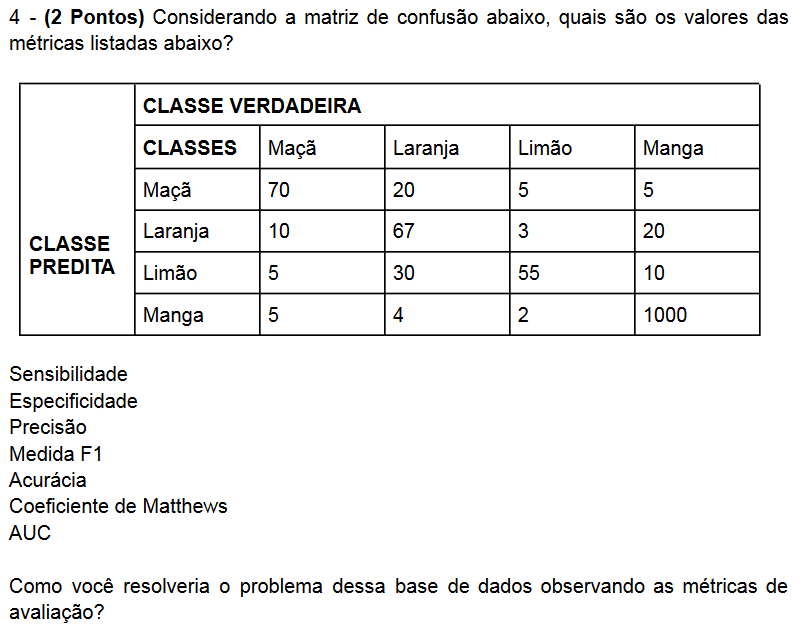 4 - (2 Pontos) Considerando a matriz de confusão abaixo, quais são os valores das
métricas listadas abaixo?
CLASSE VERDADEIRA
CLASSES Maçã Laranja Limão Manga
Maçã 70 20 5 5
Laranja 10 67 3 20
CLASSE
PREDITA
Limão 5 30 55 10
Manga 5 4 2 1000
Sensibilidade
Especificidade
Precisão
Medida F1
Acurácia
Coeficiente de Matthews
AUC
Como você resolveria o problema dessa base de dados observando as métricas de
avaliação?